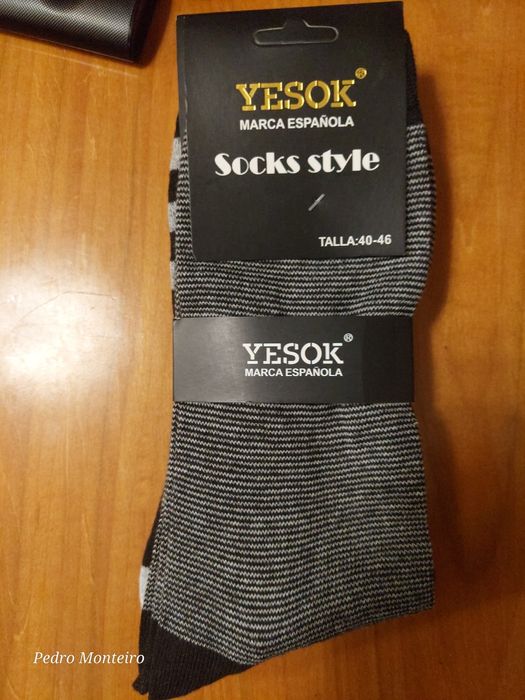 YESOK®
MARCA ESPAÑOLA
Socks style
TALLA:40-46
YESOK®
MARCA ESPAÑOLA
Pedro Monteiro